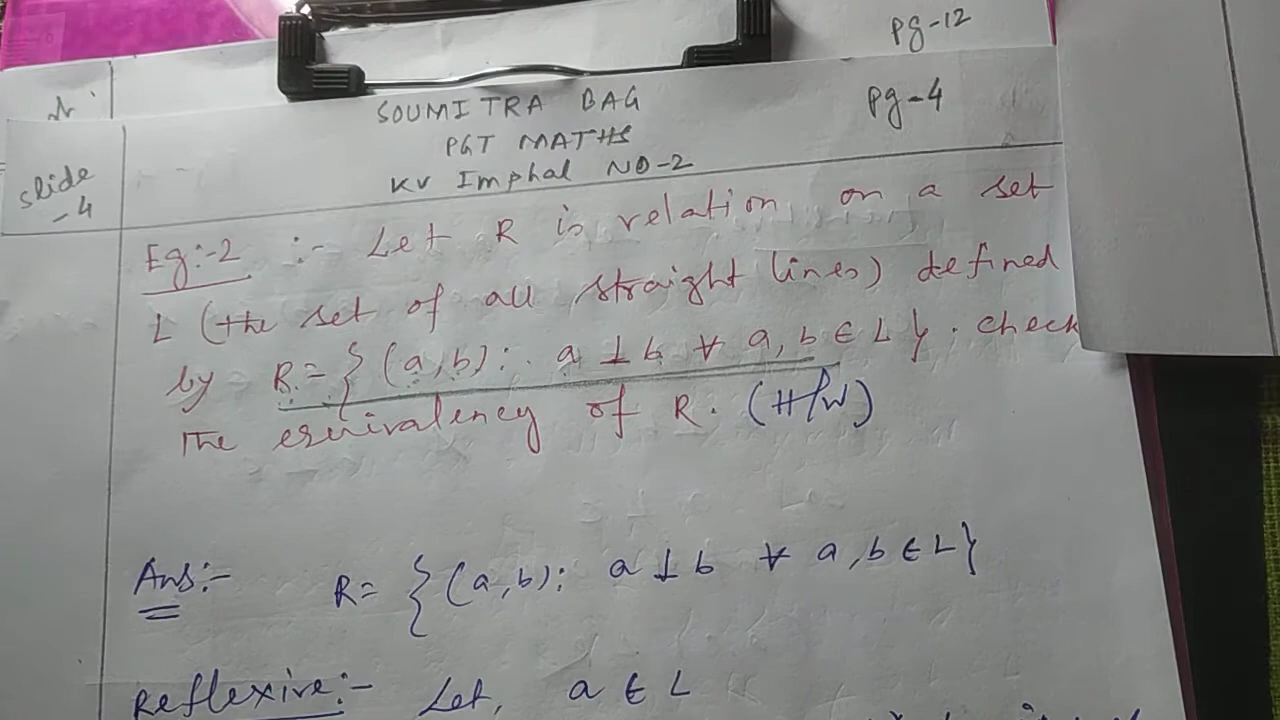 Pg-12
SOUMITRA BAG
Pg-4
PGT MATHS
KV Imphal NO-2
Slide
-4
Eg:-2 :- Let R is relation on a set
L (the set of all straight lines) defined
by R = {(a,b): a ⊥ b ∀ a, b ∈ L}. check
The equivalency of R. (H/W)
Ans:- R = {(a,b): a ⊥ b ∀ a, b ∈ L}
Reflexive:- Let, a ∈ L